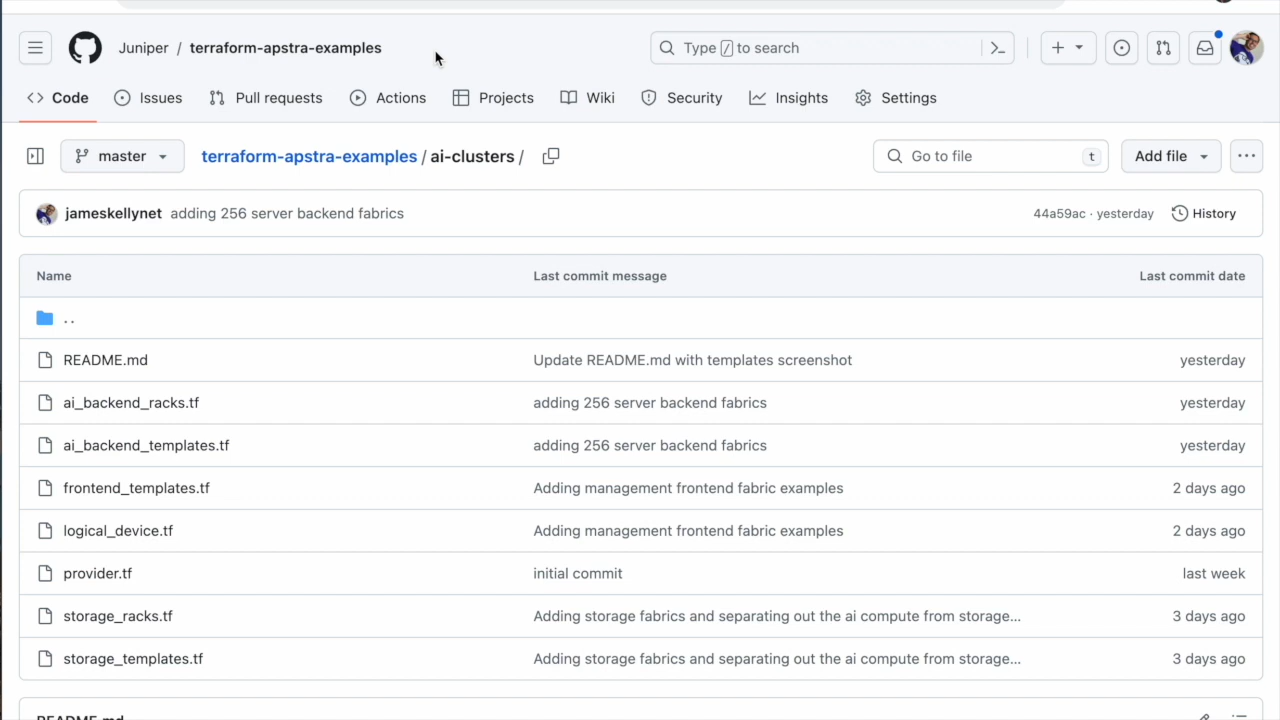 Juniper / terraform-apstra-examples
Type / to search
Code Issues Pull requests Actions Projects Wiki Security Insights Settings
master terraform-apstra-examples / ai-clusters / Go to file t Add file
jameskellynet adding 256 server backend fabrics 44a59ac · yesterday History
Name Last commit message Last commit date
..
README.md Update README.md with templates screenshot yesterday
ai_backend_racks.tf adding 256 server backend fabrics yesterday
ai_backend_templates.tf adding 256 server backend fabrics yesterday
frontend_templates.tf Adding management frontend fabric examples 2 days ago
logical_device.tf Adding management frontend fabric examples 2 days ago
provider.tf initial commit last week
storage_racks.tf Adding storage fabrics and separating out the ai compute from storage... 3 days ago
storage_templates.tf Adding storage fabrics and separating out the ai compute from storage... 3 days ago
README.md